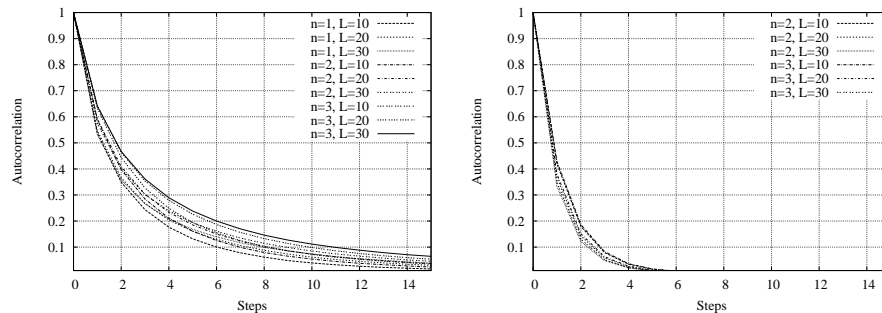 1
0.9
0.8
0.7
0.6
0.5
0.4
0.3
0.2
0.1
0 2 4 6 8 10 12 14
Autocorrelation
Steps
n=1, L=10
n=1, L=20
n=1, L=30
n=2, L=10
n=2, L=20
n=2, L=30
n=3, L=10
n=3, L=20
n=3, L=30
1
0.9
0.8
0.7
0.6
0.5
0.4
0.3
0.2
0.1
0 2 4 6 8 10 12 14
Autocorrelation
Steps
n=2, L=10
n=2, L=20
n=2, L=30
n=3, L=10
n=3, L=20
n=3, L=30